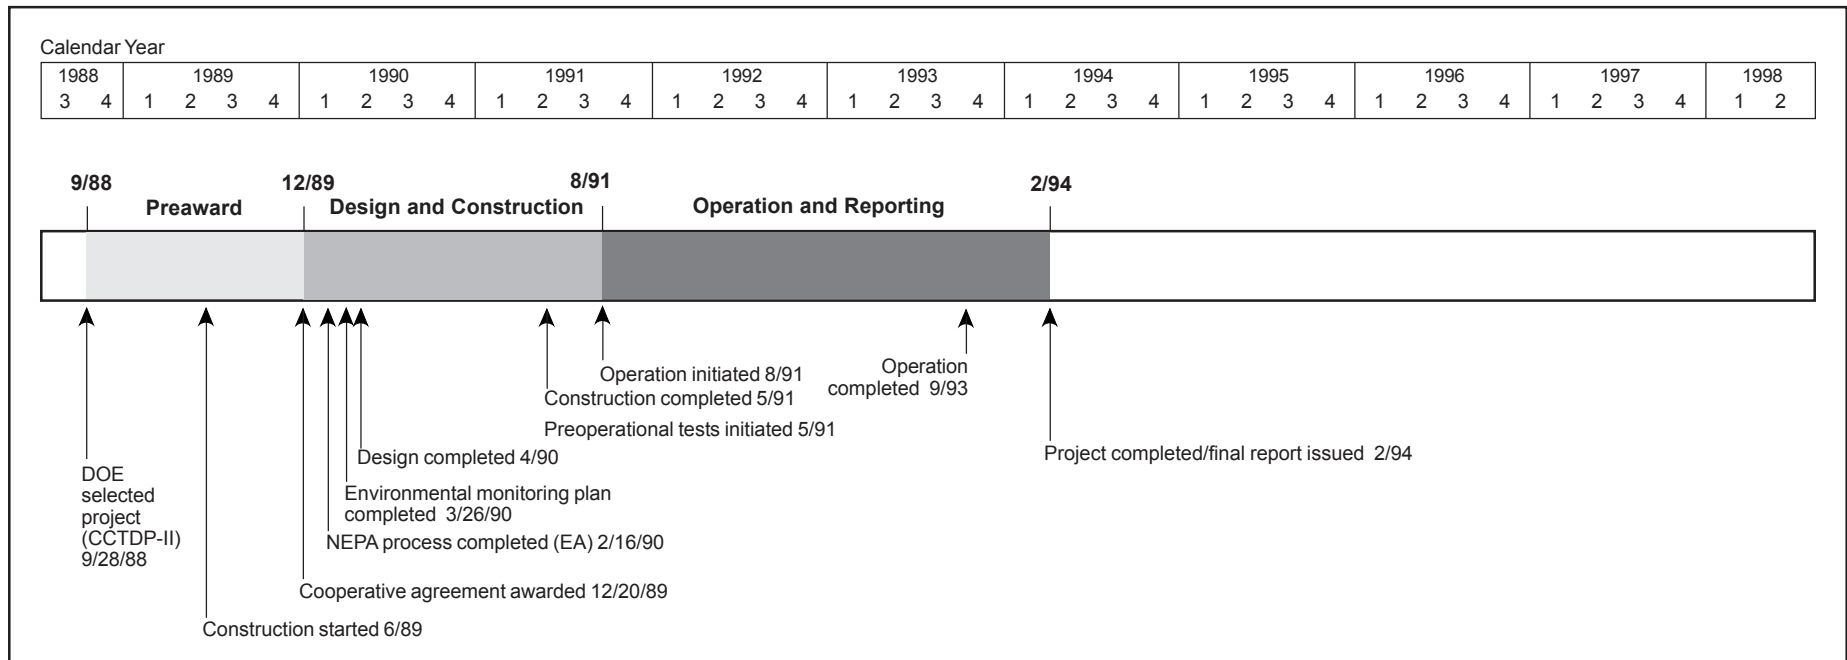 Calendar Year
1988 1989 1990 1991 1992 1993 1994 1995 1996 1997 1998
3 4 1 2 3 4 1 2 3 4 1 2 3 4 1 2 3 4 1 2 3 4 1 2 3 4 1 2 3 4 1 2 3 4 1 2 3 4 1 2
9/88 12/89 8/91 2/94
Preaward Design and Construction Operation and Reporting
Operation initiated 8/91
Operation
completed 9/93
Construction completed 5/91
Preoperational tests initiated 5/91
Project completed/final report issued 2/94
Design completed 4/90
DOE
selected
project
(CCTDP-II)
9/28/88
Environmental monitoring plan
completed 3/26/90
NEPA process completed (EA) 2/16/90
Cooperative agreement awarded 12/20/89
Construction started 6/89